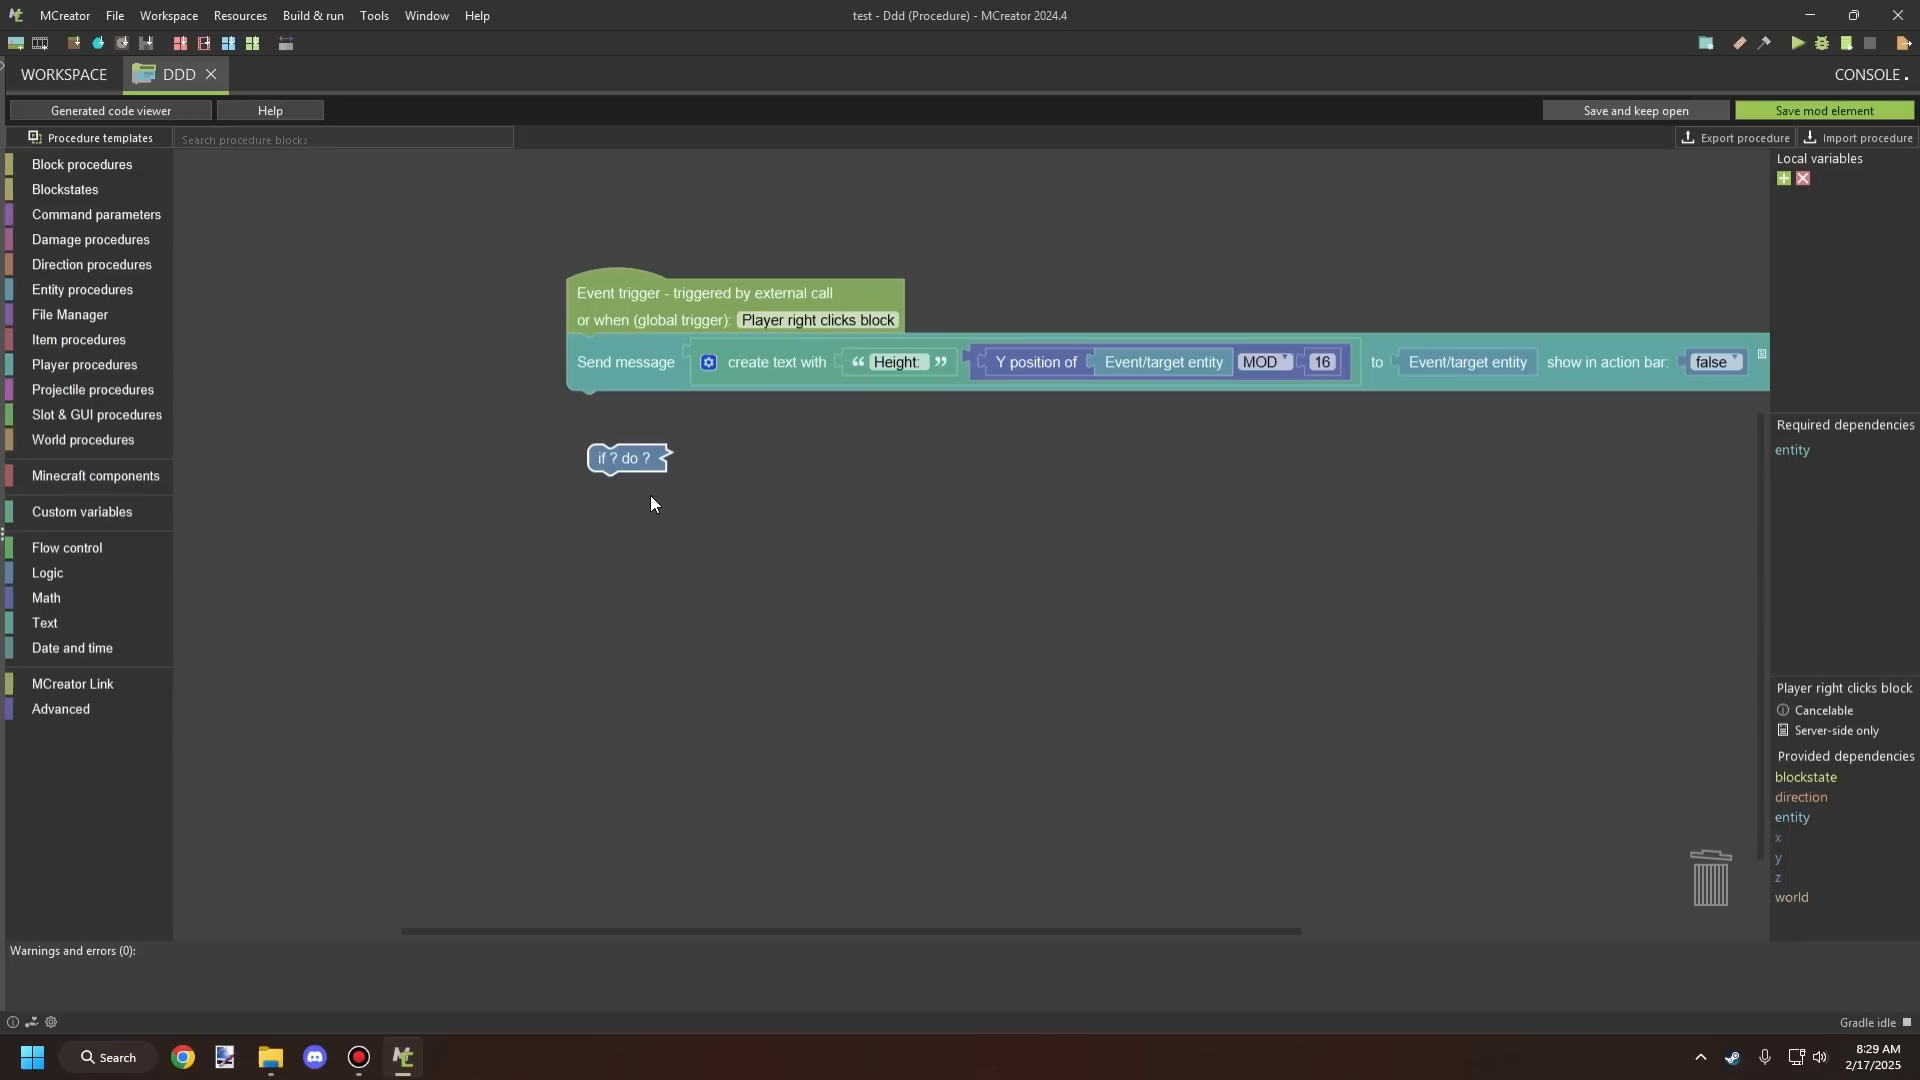 MCreator File Workspace Resources Build & run Tools Window Help
test - Ddd (Procedure) - MCreator 2024.4
WORKSPACE
DDD
CONSOLE
Generated code viewer
Help
Save and keep open
Save mod element
Procedure templates
Search procedure blocks
Export procedure
Import procedure
Block procedures
Blockstates
Command parameters
Damage procedures
Direction procedures
Entity procedures
File Manager
Item procedures
Player procedures
Projectile procedures
Slot & GUI procedures
World procedures
Minecraft components
Custom variables
Flow control
Logic
Math
Text
Date and time
MCreator Link
Advanced
Event trigger - triggered by external call
or when (global trigger): Player right clicks block
Send message create text with “ Height: ” Y position of Event/target entity MOD 16 to Event/target entity show in action bar: false
if ? do ?
Local variables
Required dependencies
entity
Player right clicks block
Cancelable
Server-side only
Provided dependencies
blockstate
direction
entity
x
y
z
world
Warnings and errors (0):
Gradle idle
Search
8:29 AM
2/17/2025